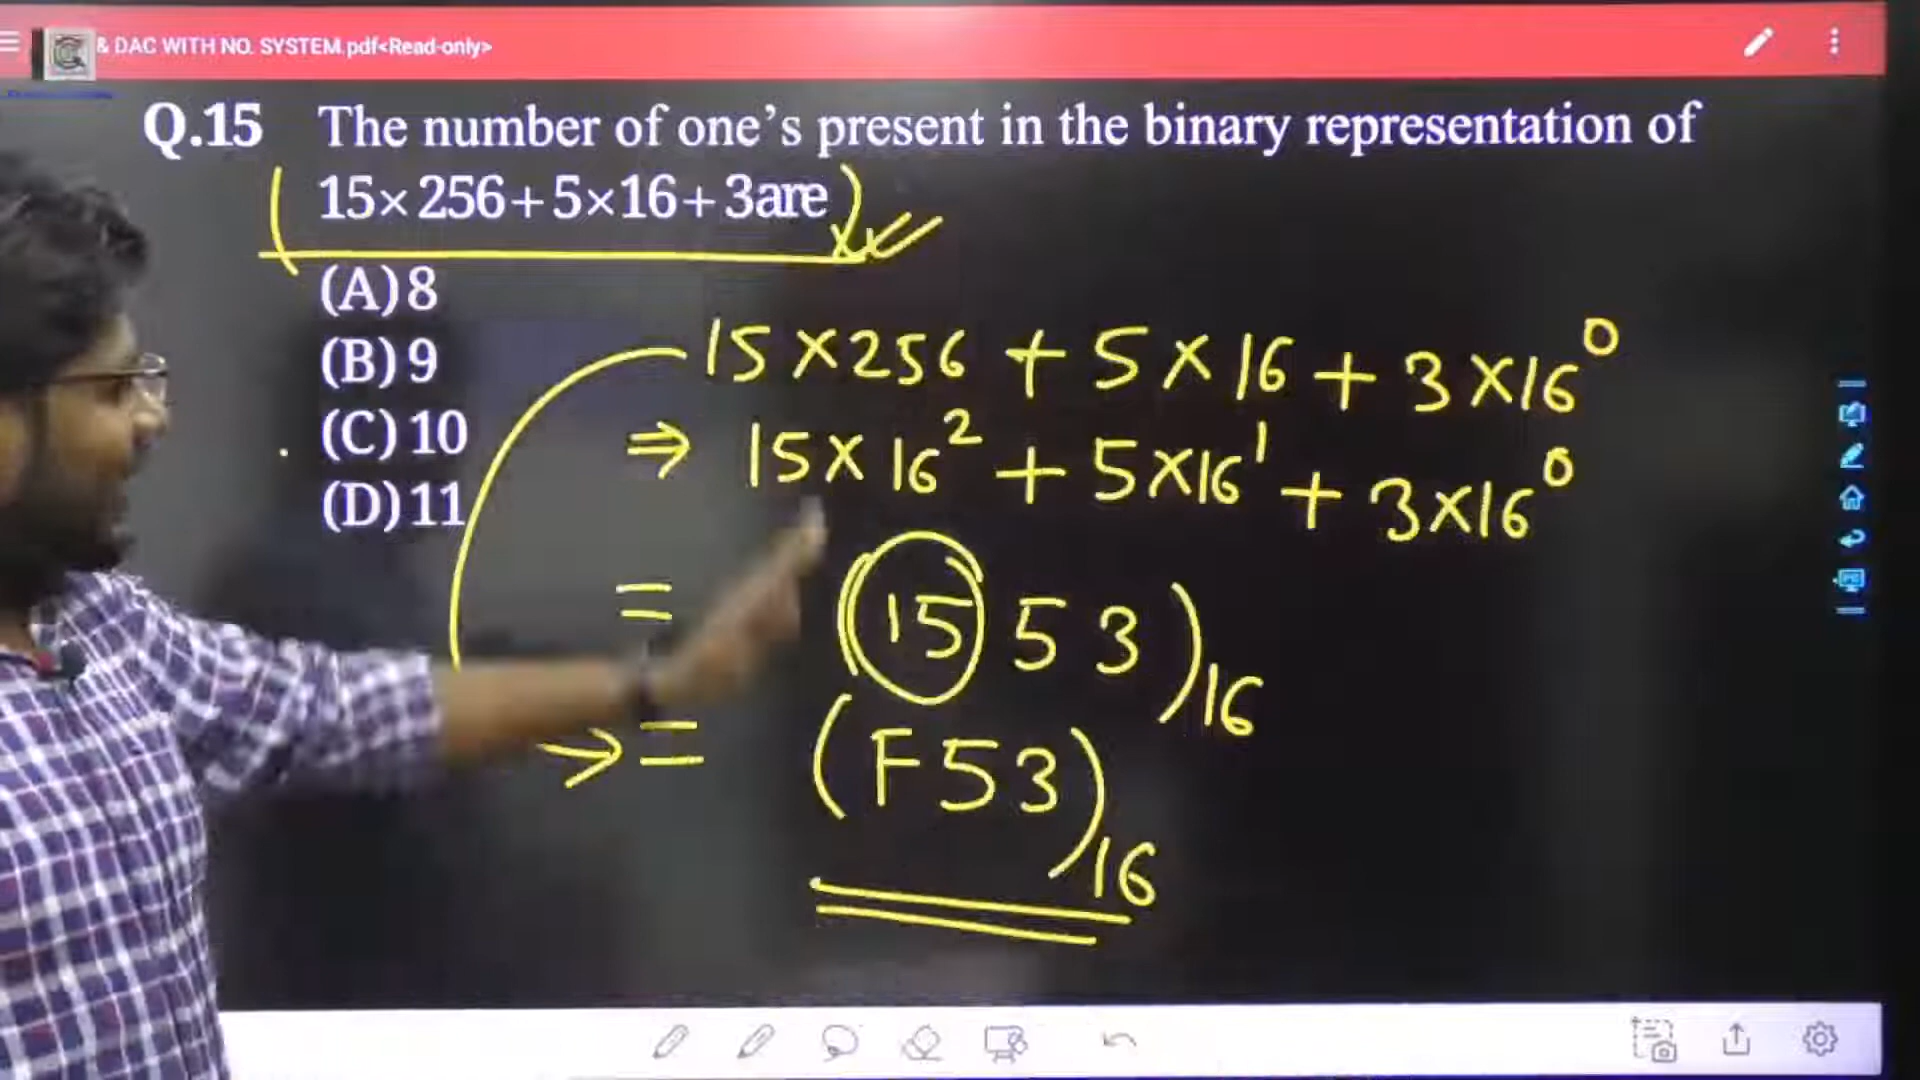 & DAC WITH NO. SYSTEM.pdf<Read-only>
Q.15 The number of one's present in the binary representation of
15×256+5×16+3are
(A) 8
(B) 9
(C) 10
(D) 11
15×256 + 5×16 + 3×16⁰
⇒ 15×16² + 5×16¹ + 3×16⁰
= (15 5 3)₁₆
→ = (F53)₁₆